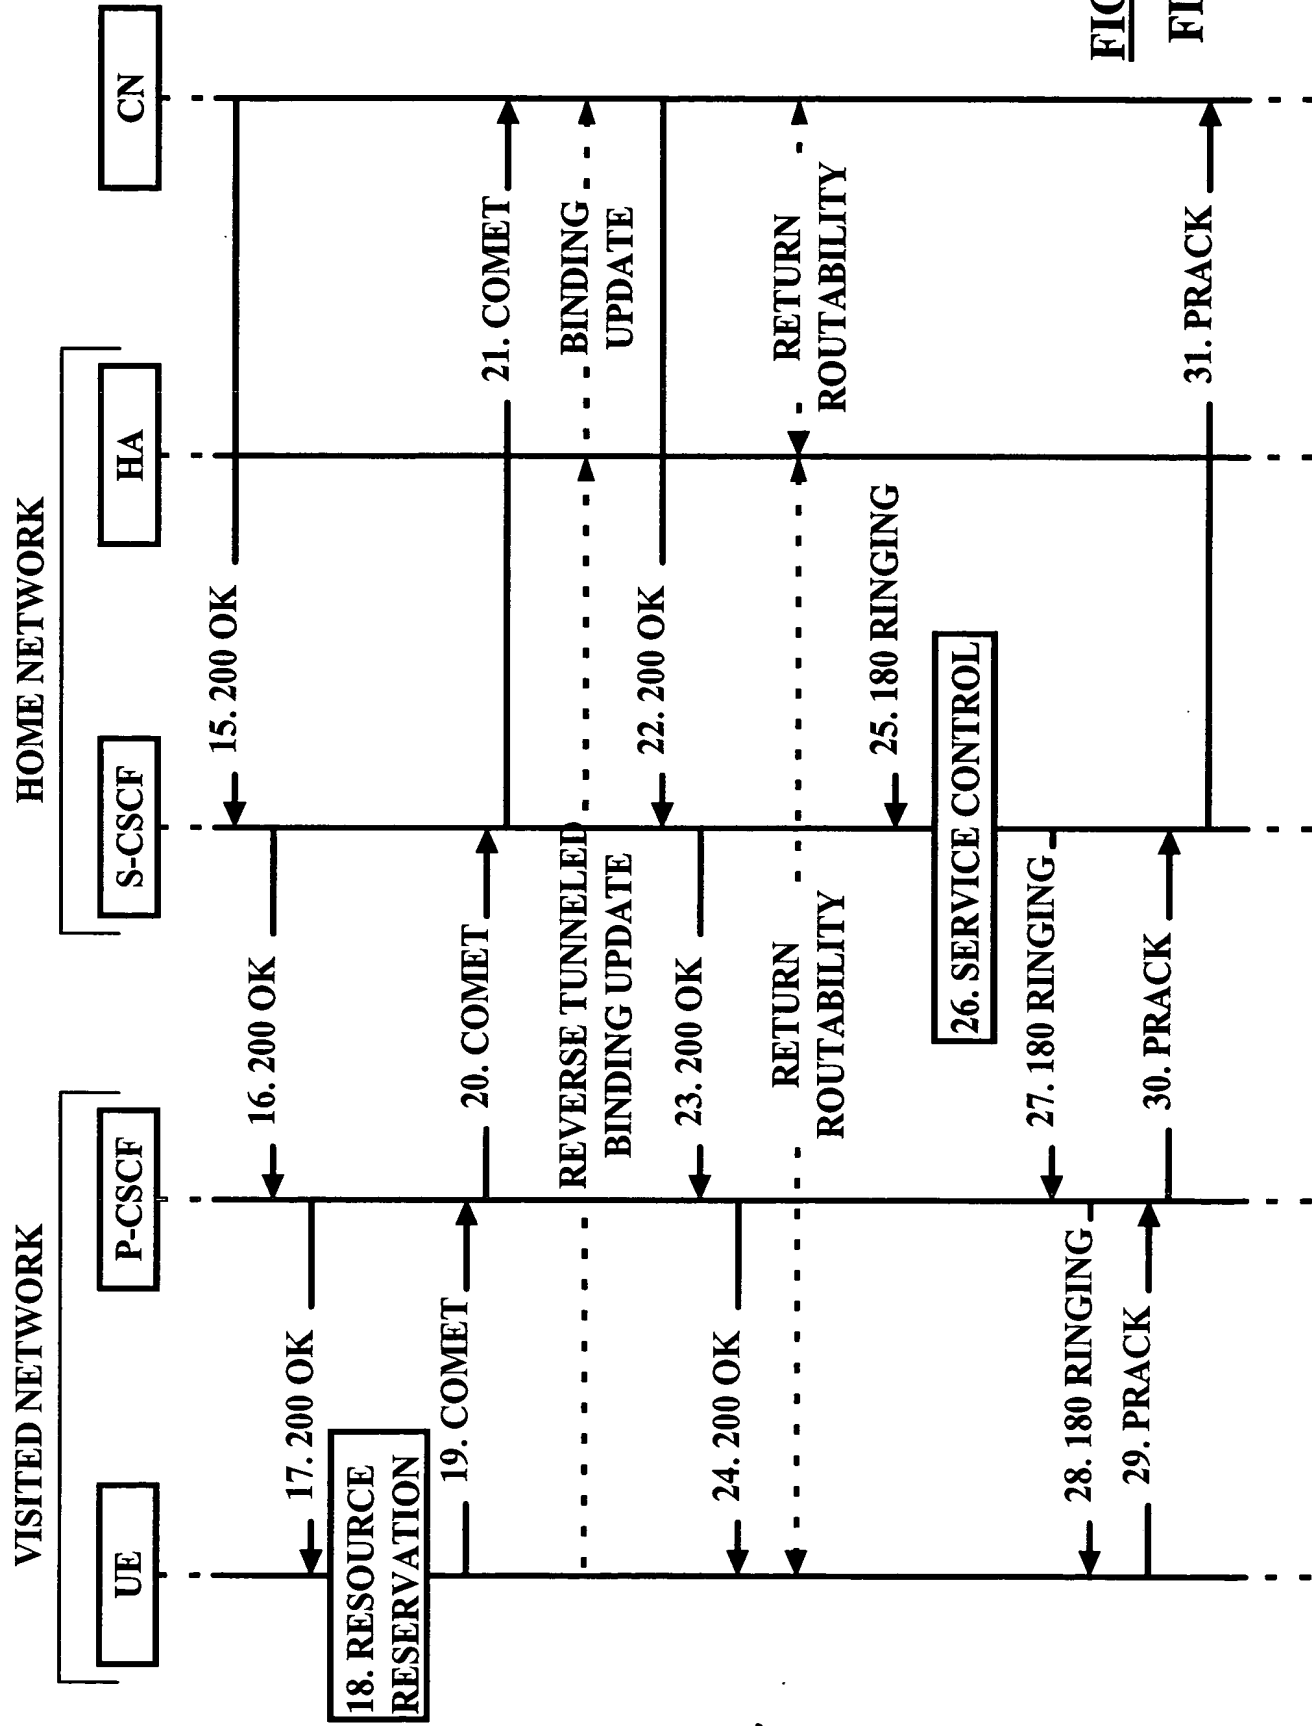 VISITED NETWORK
HOME NETWORK
UE
P-CSCF
S-CSCF
HA
CN
15. 200 OK
16. 200 OK
17. 200 OK
18. RESOURCE
RESERVATION
19. COMET
20. COMET
21. COMET
REVERSE TUNNELED
BINDING UPDATE
BINDING
UPDATE
22. 200 OK
23. 200 OK
24. 200 OK
RETURN
ROUTABILITY
RETURN
ROUTABILITY
25. 180 RINGING
26. SERVICE CONTROL
27. 180 RINGING
28. 180 RINGING
29. PRACK
30. PRACK
31. PRACK